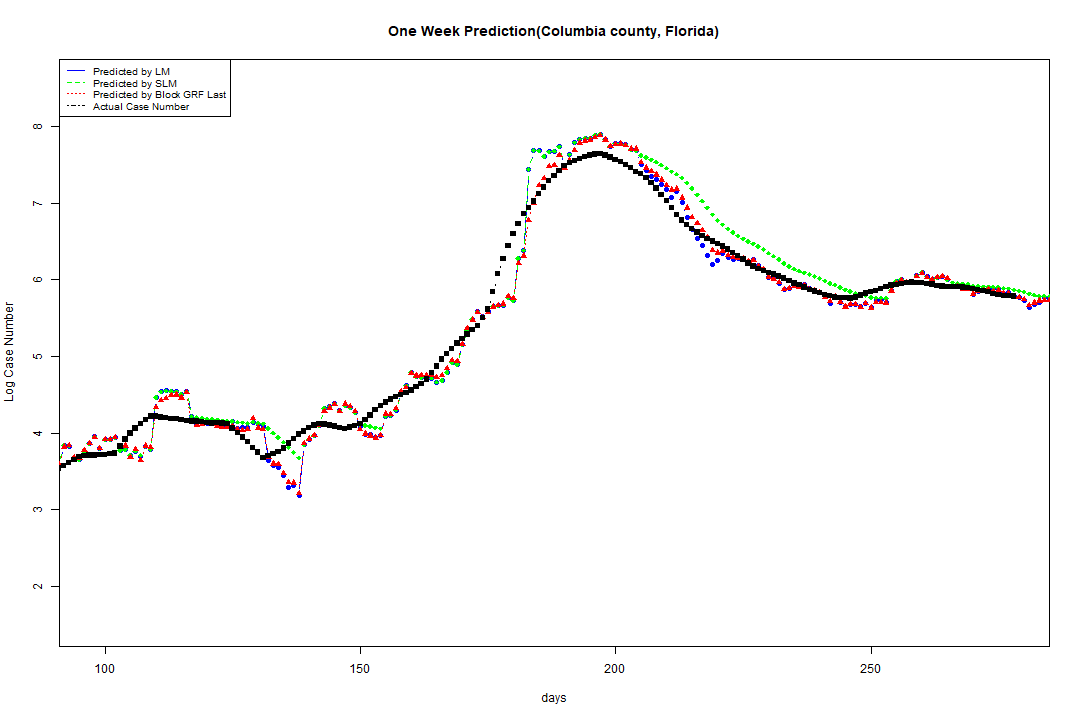 One Week Prediction(Columbia county, Florida)
Predicted by LM
Predicted by SLM
Predicted by Block GRF Last
Actual Case Number
Log Case Number
8
7
6
5
4
3
2
100 150 200 250
days